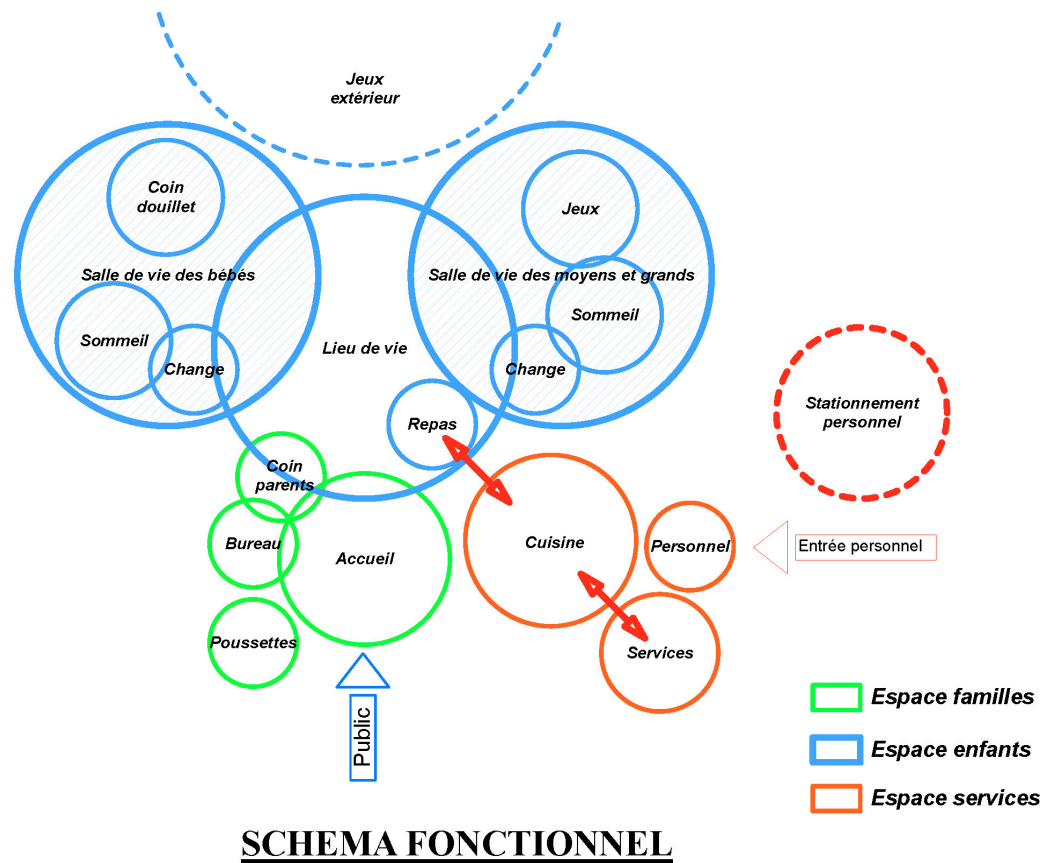 Jeux
extérieur
Coin
douillet
Jeux
Salle de vie des bébés
Salle de vie des moyens et grands
Sommeil
Sommeil
Change
Lieu de vie
Change
Repas
Stationnement
personnel
Coin
parents
Bureau
Accueil
Cuisine
Personnel
Entrée personnel
Poussettes
Services
Public
Espace familles
Espace enfants
Espace services
SCHEMA FONCTIONNEL